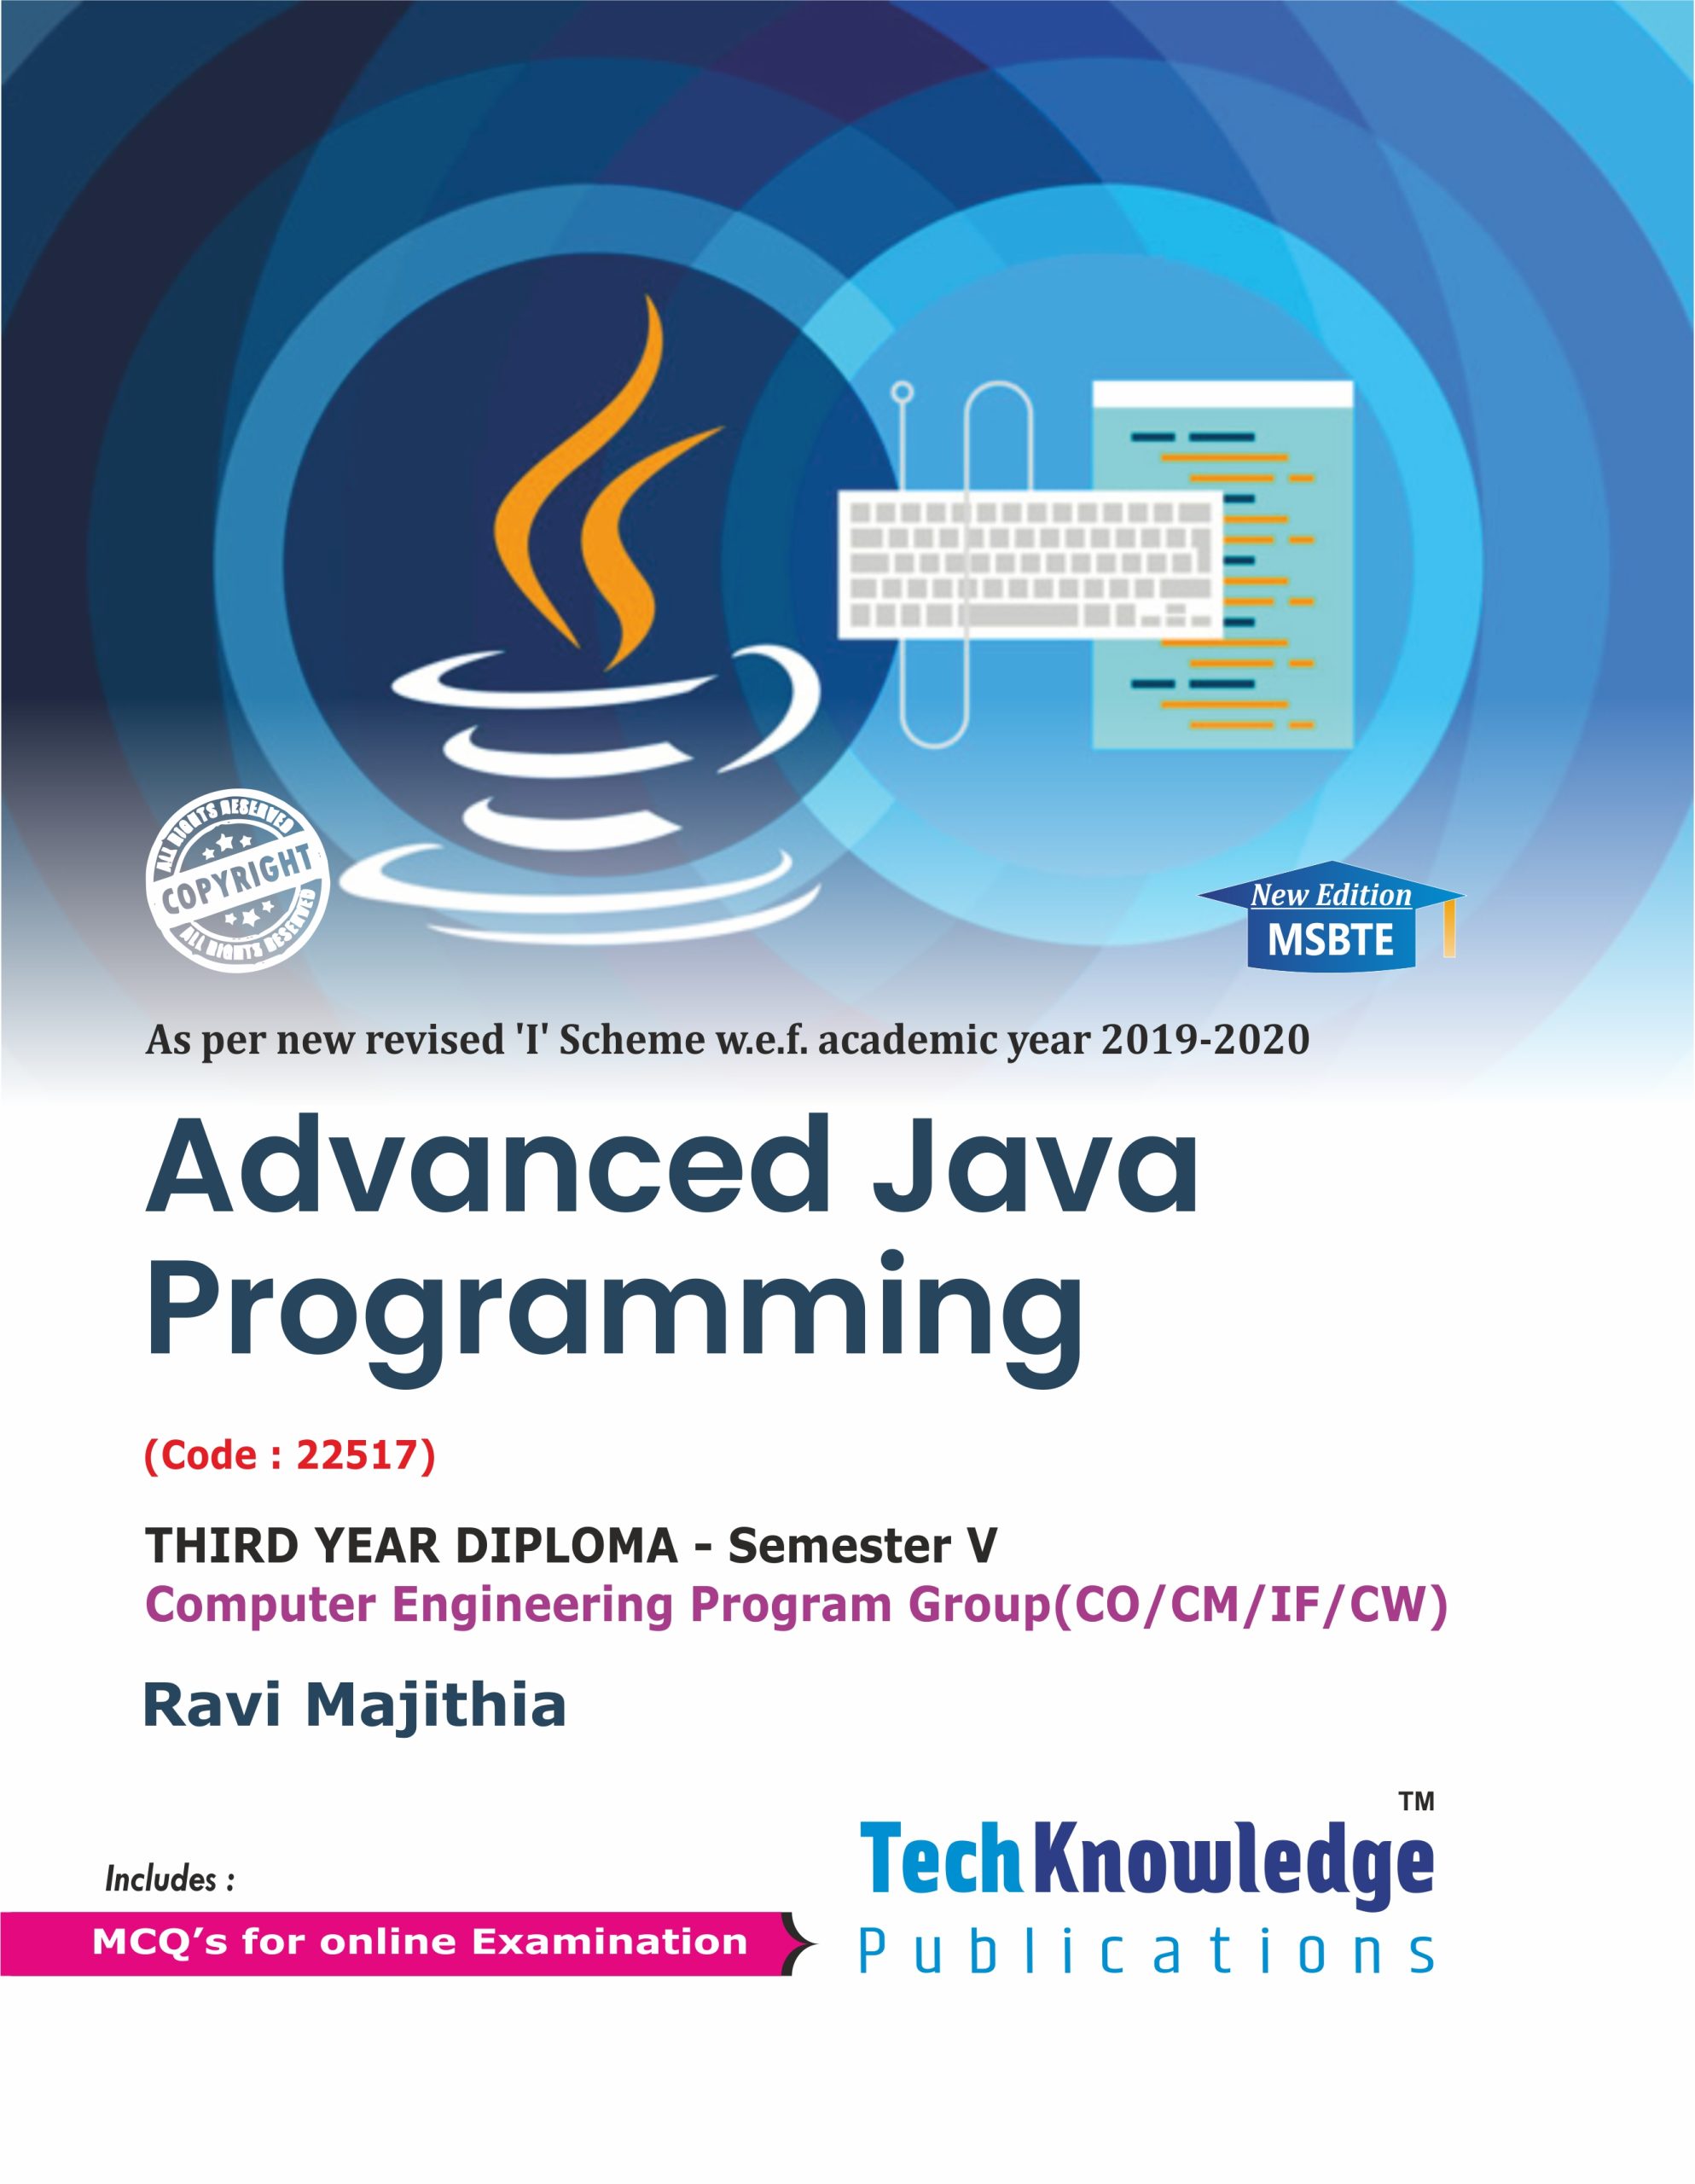 ALL RIGHTS RESERVED
COPYRIGHT
ALL RIGHTS RESERVED
New Edition
MSBTE
As per new revised 'I' Scheme w.e.f. academic year 2019-2020
Advanced Java
Programming
(Code : 22517)
THIRD YEAR DIPLOMA - Semester V
Computer Engineering Program Group(CO/CM/IF/CW)
Ravi Majithia
Includes :
MCQ's for online Examination
TM
TechKnowledge
Publications